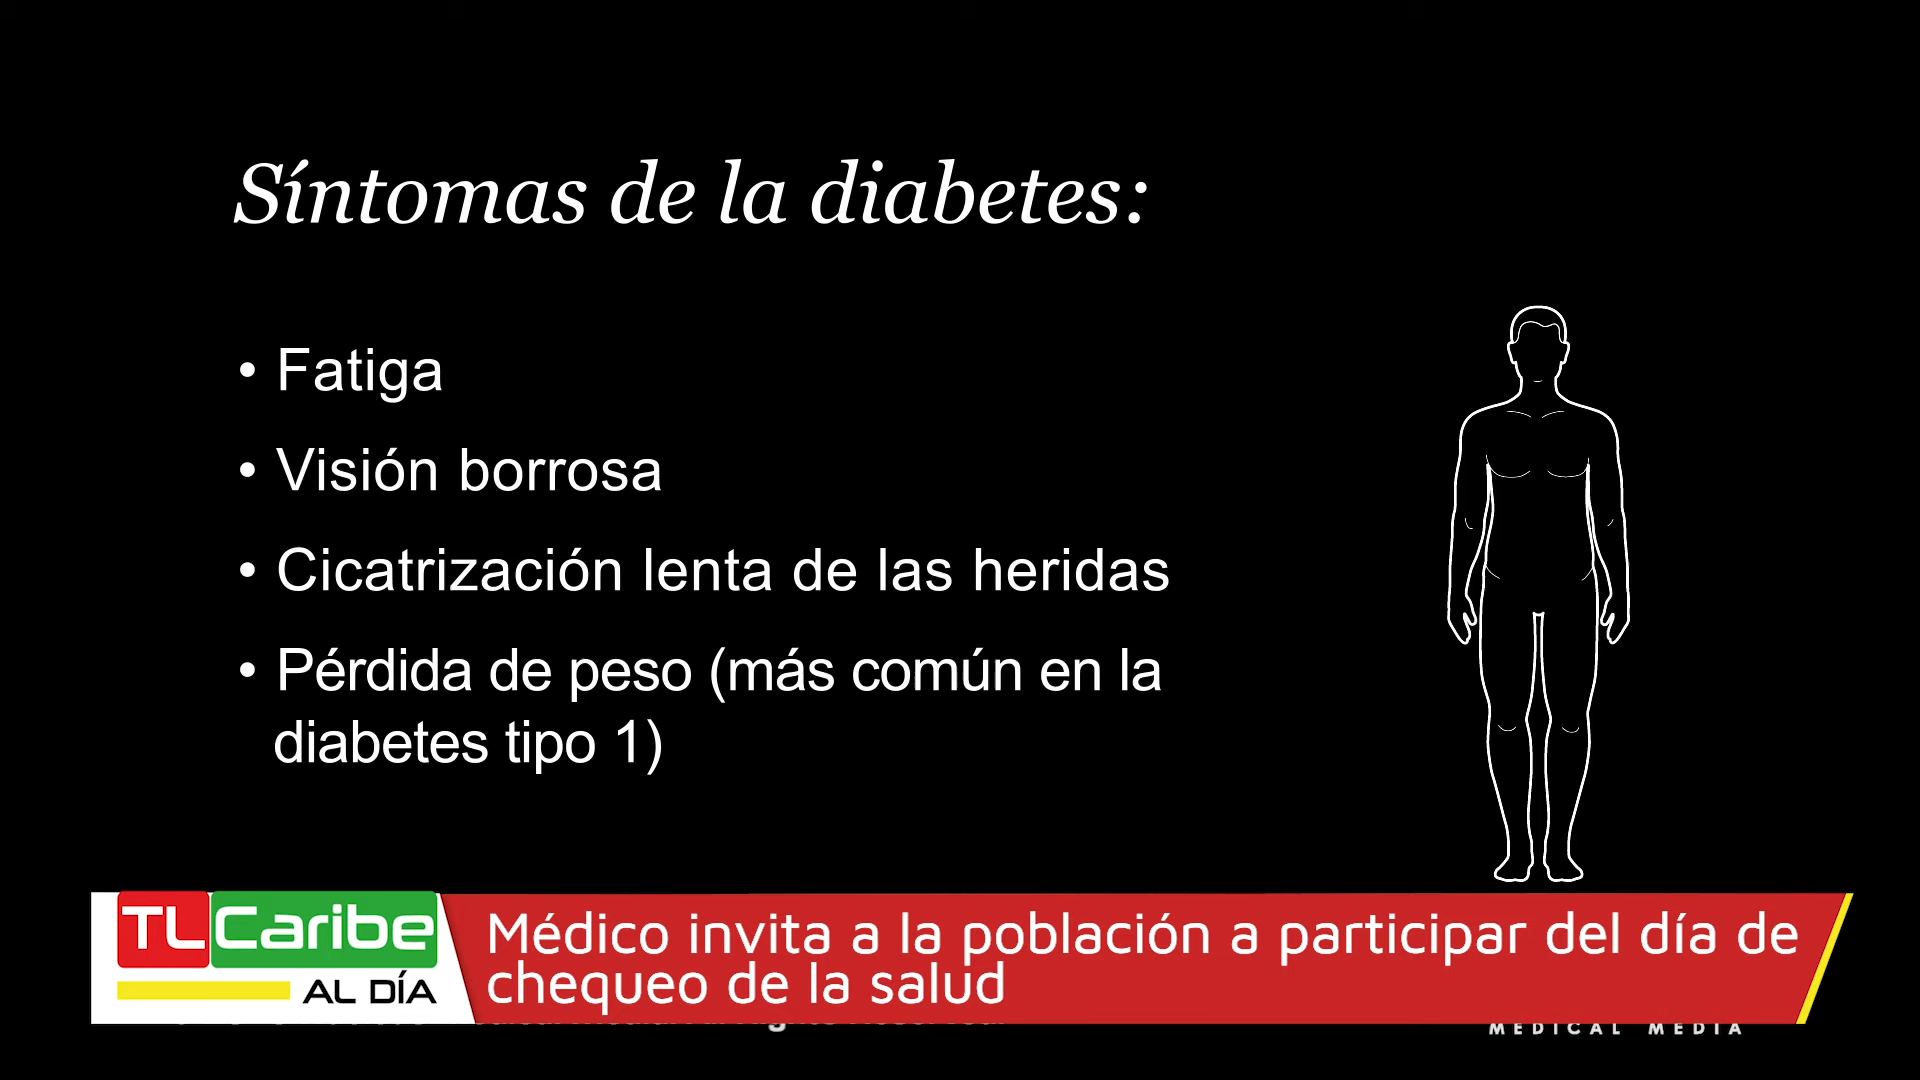 Síntomas de la diabetes:
• Fatiga
• Visión borrosa
• Cicatrización lenta de las heridas
• Pérdida de peso (más común en la
diabetes tipo 1)
TLCaribe
AL DÍA
Médico invita a la población a participar del día de
chequeo de la salud
MEDICAL MEDIA